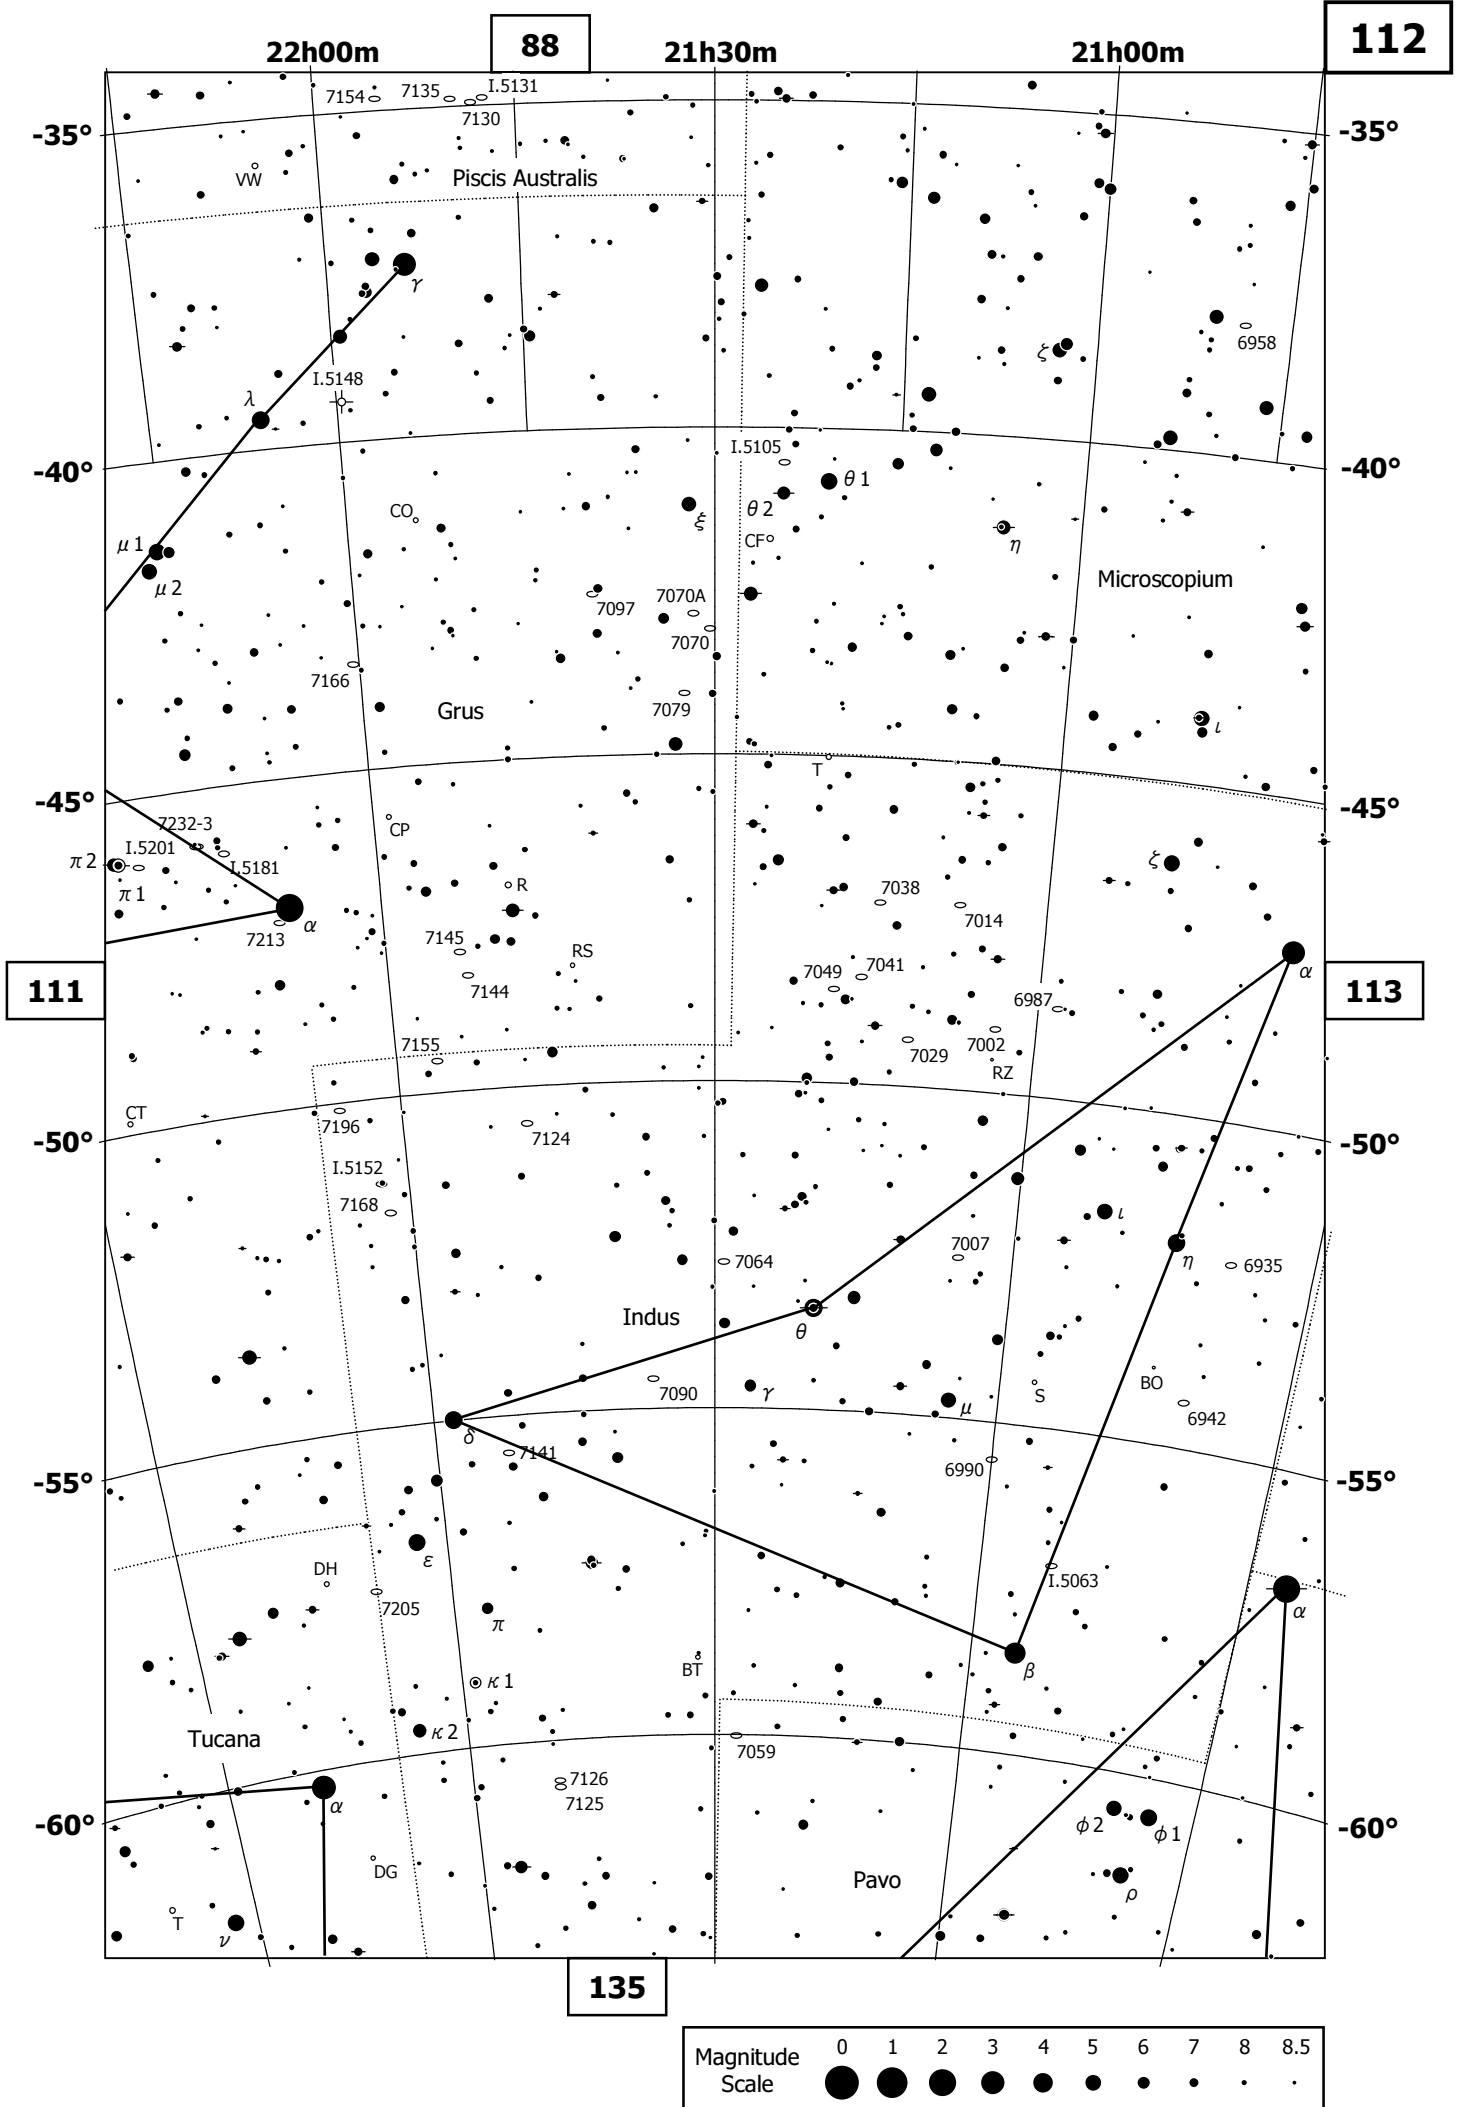 88
112
22h00m 21h30m 21h00m
7154 7135 I.5131
7130
-35° -35°
VW
Piscis Australis
γ
6958
ζ
I.5148
λ
I.5105
-40° -40°
θ 1
θ 2
ξ
CO
CF
η
μ 1
μ 2
Microscopium
7097
7070A
7070
7166
7079
Grus
ι
T
-45° -45°
7232-3
CP
I.5201
I.5181
π 2
π 1
ζ
R
7038
7014
α
7213
7145
RS
7144
7049 7041
α
111 113
6987
7155
7029
7002
RZ
CT
7196
7124
-50° -50°
I.5152
7168
ι
7007
7064
η
6935
Indus
θ
7090
γ
μ
S
BO
6942
δ
7141
6990
-55° -55°
ε
DH
7205
I.5063
α
π
BT
β
κ 1
κ 2
Tucana
7059
7126
7125
α
-60° -60°
φ 2
φ 1
DG
Pavo
ρ
T
ν
135
Magnitude
Scale
0 1 2 3 4 5 6 7 8 8.5